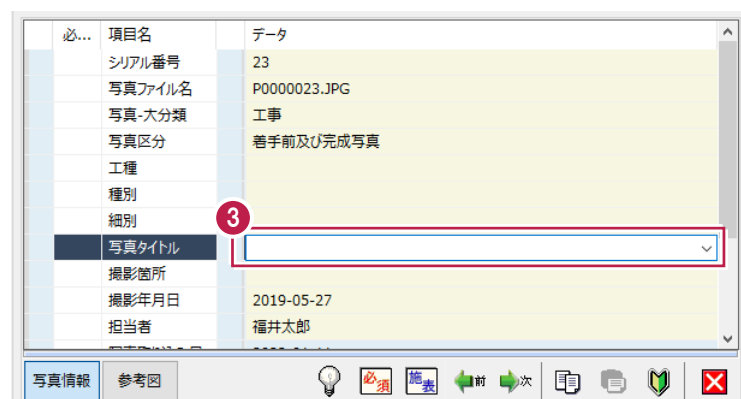 必... 項目名 データ
シリアル番号 23
写真ファイル名 P0000023.JPG
写真-大分類 工事
写真区分 着手前及び完成写真
工種
種別
細別
3
写真タイトル
撮影箇所
撮影年月日 2019-05-27
担当者 福井太郎
写真情報 参考図 必須 施表 前 次